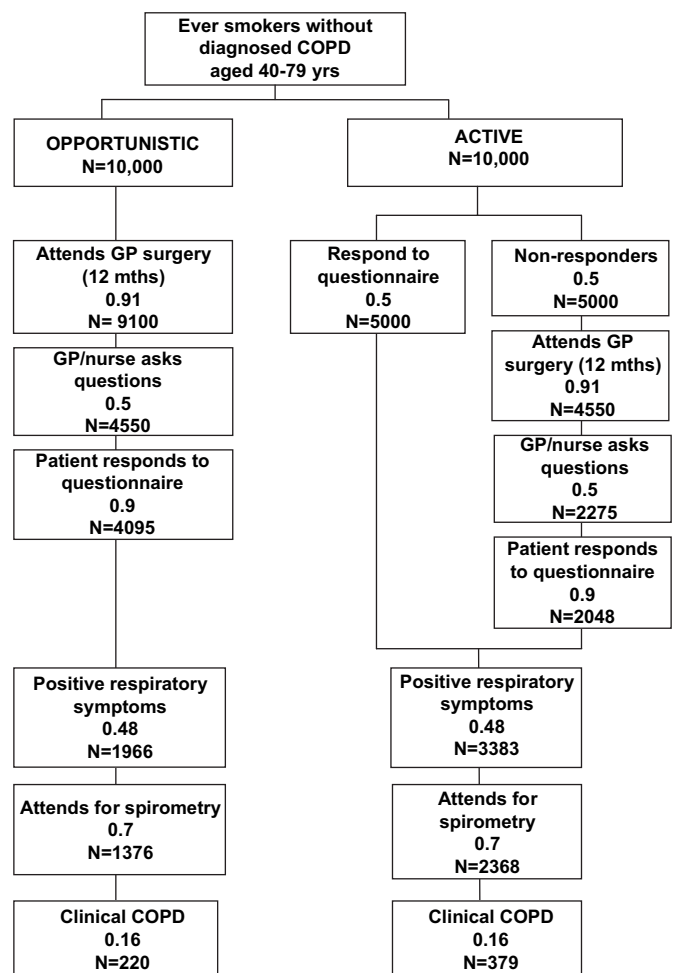 Ever smokers without
diagnosed COPD
aged 40-79 yrs
OPPORTUNISTIC
N=10,000
ACTIVE
N=10,000
Attends GP surgery
(12 mths)
0.91
N= 9100
GP/nurse asks
questions
0.5
N=4550
Patient responds to
questionnaire
0.9
N=4095
Positive respiratory
symptoms
0.48
N=1966
Attends for spirometry
0.7
N=1376
Clinical COPD
0.16
N=220
Respond to
questionnaire
0.5
N=5000
Non-responders
0.5
N=5000
Attends GP
surgery (12 mths)
0.91
N=4550
GP/nurse asks
questions
0.5
N=2275
Patient responds
to questionnaire
0.9
N=2048
Positive respiratory
symptoms
0.48
N=3383
Attends for
spirometry
0.7
N=2368
Clinical COPD
0.16
N=379